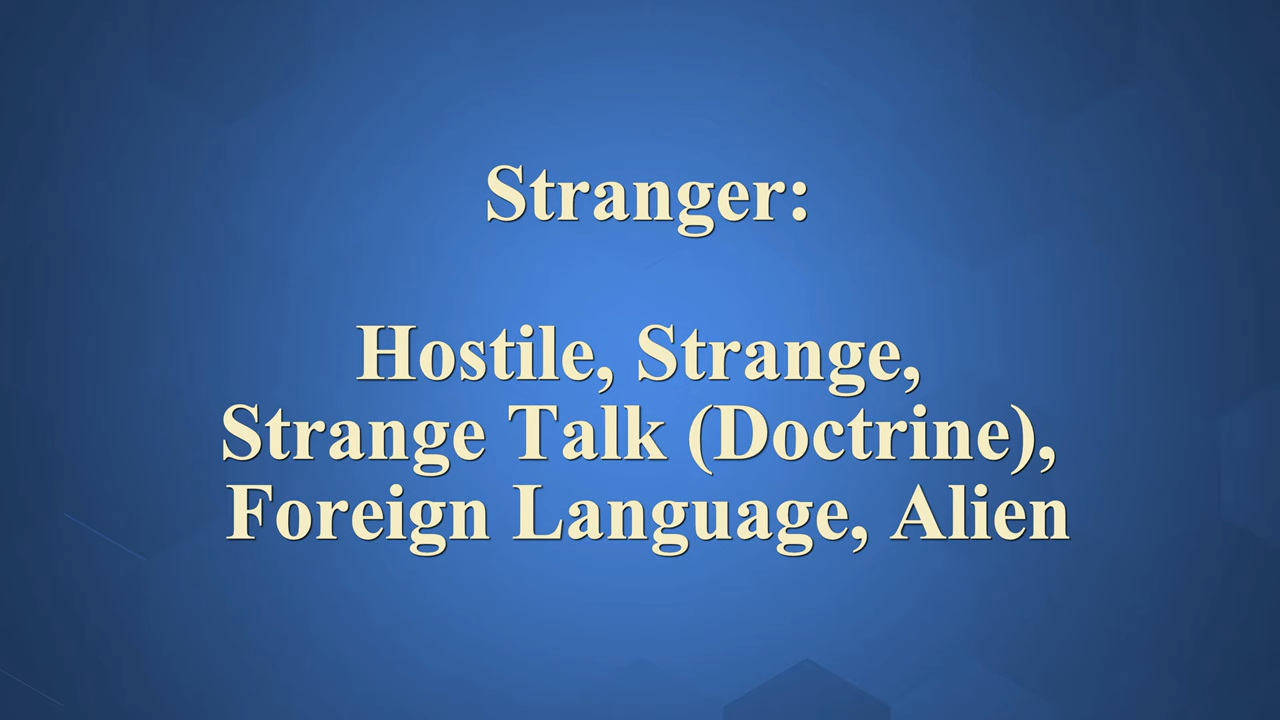 Stranger:
Hostile, Strange,
Strange Talk (Doctrine),
Foreign Language, Alien